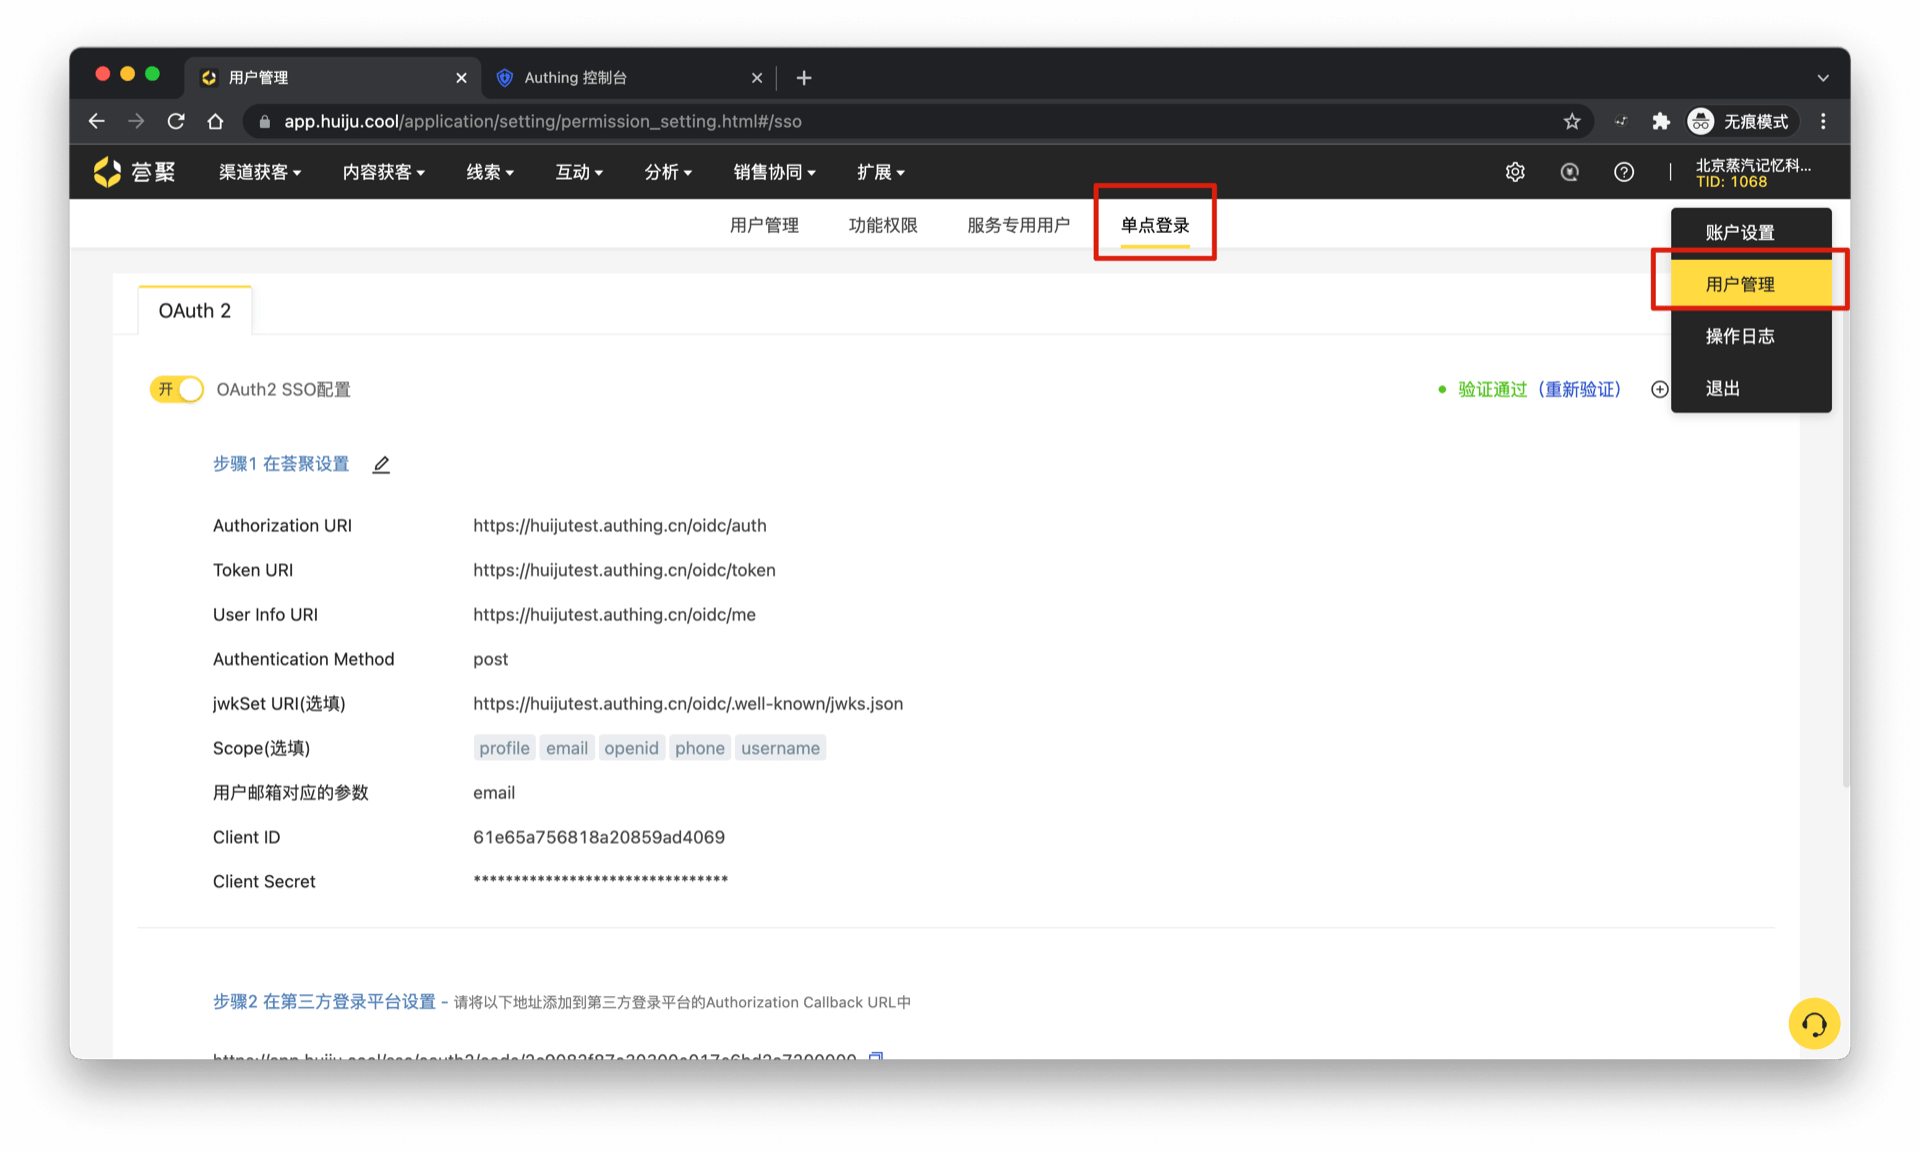 用户管理
Authing 控制台
app.huiju.cool/application/setting/permission_setting.html#/sso
无痕模式
荟聚
渠道获客
内容获客
线索
互动
分析
销售协同
扩展
北京蒸汽记忆科...
TID: 1068
用户管理
功能权限
服务专用用户
单点登录
账户设置
用户管理
操作日志
退出
OAuth 2
开
OAuth2 SSO配置
验证通过 (重新验证)
步骤1 在荟聚设置
Authorization URI https://huijutest.authing.cn/oidc/auth
Token URI https://huijutest.authing.cn/oidc/token
User Info URI https://huijutest.authing.cn/oidc/me
Authentication Method post
jwkSet URI(选填) https://huijutest.authing.cn/oidc/.well-known/jwks.json
Scope(选填) profile email openid phone username
用户邮箱对应的参数 email
Client ID 61e65a756818a20859ad4069
Client Secret ********************************
步骤2 在第三方登录平台设置 - 请将以下地址添加到第三方登录平台的Authorization Callback URL中